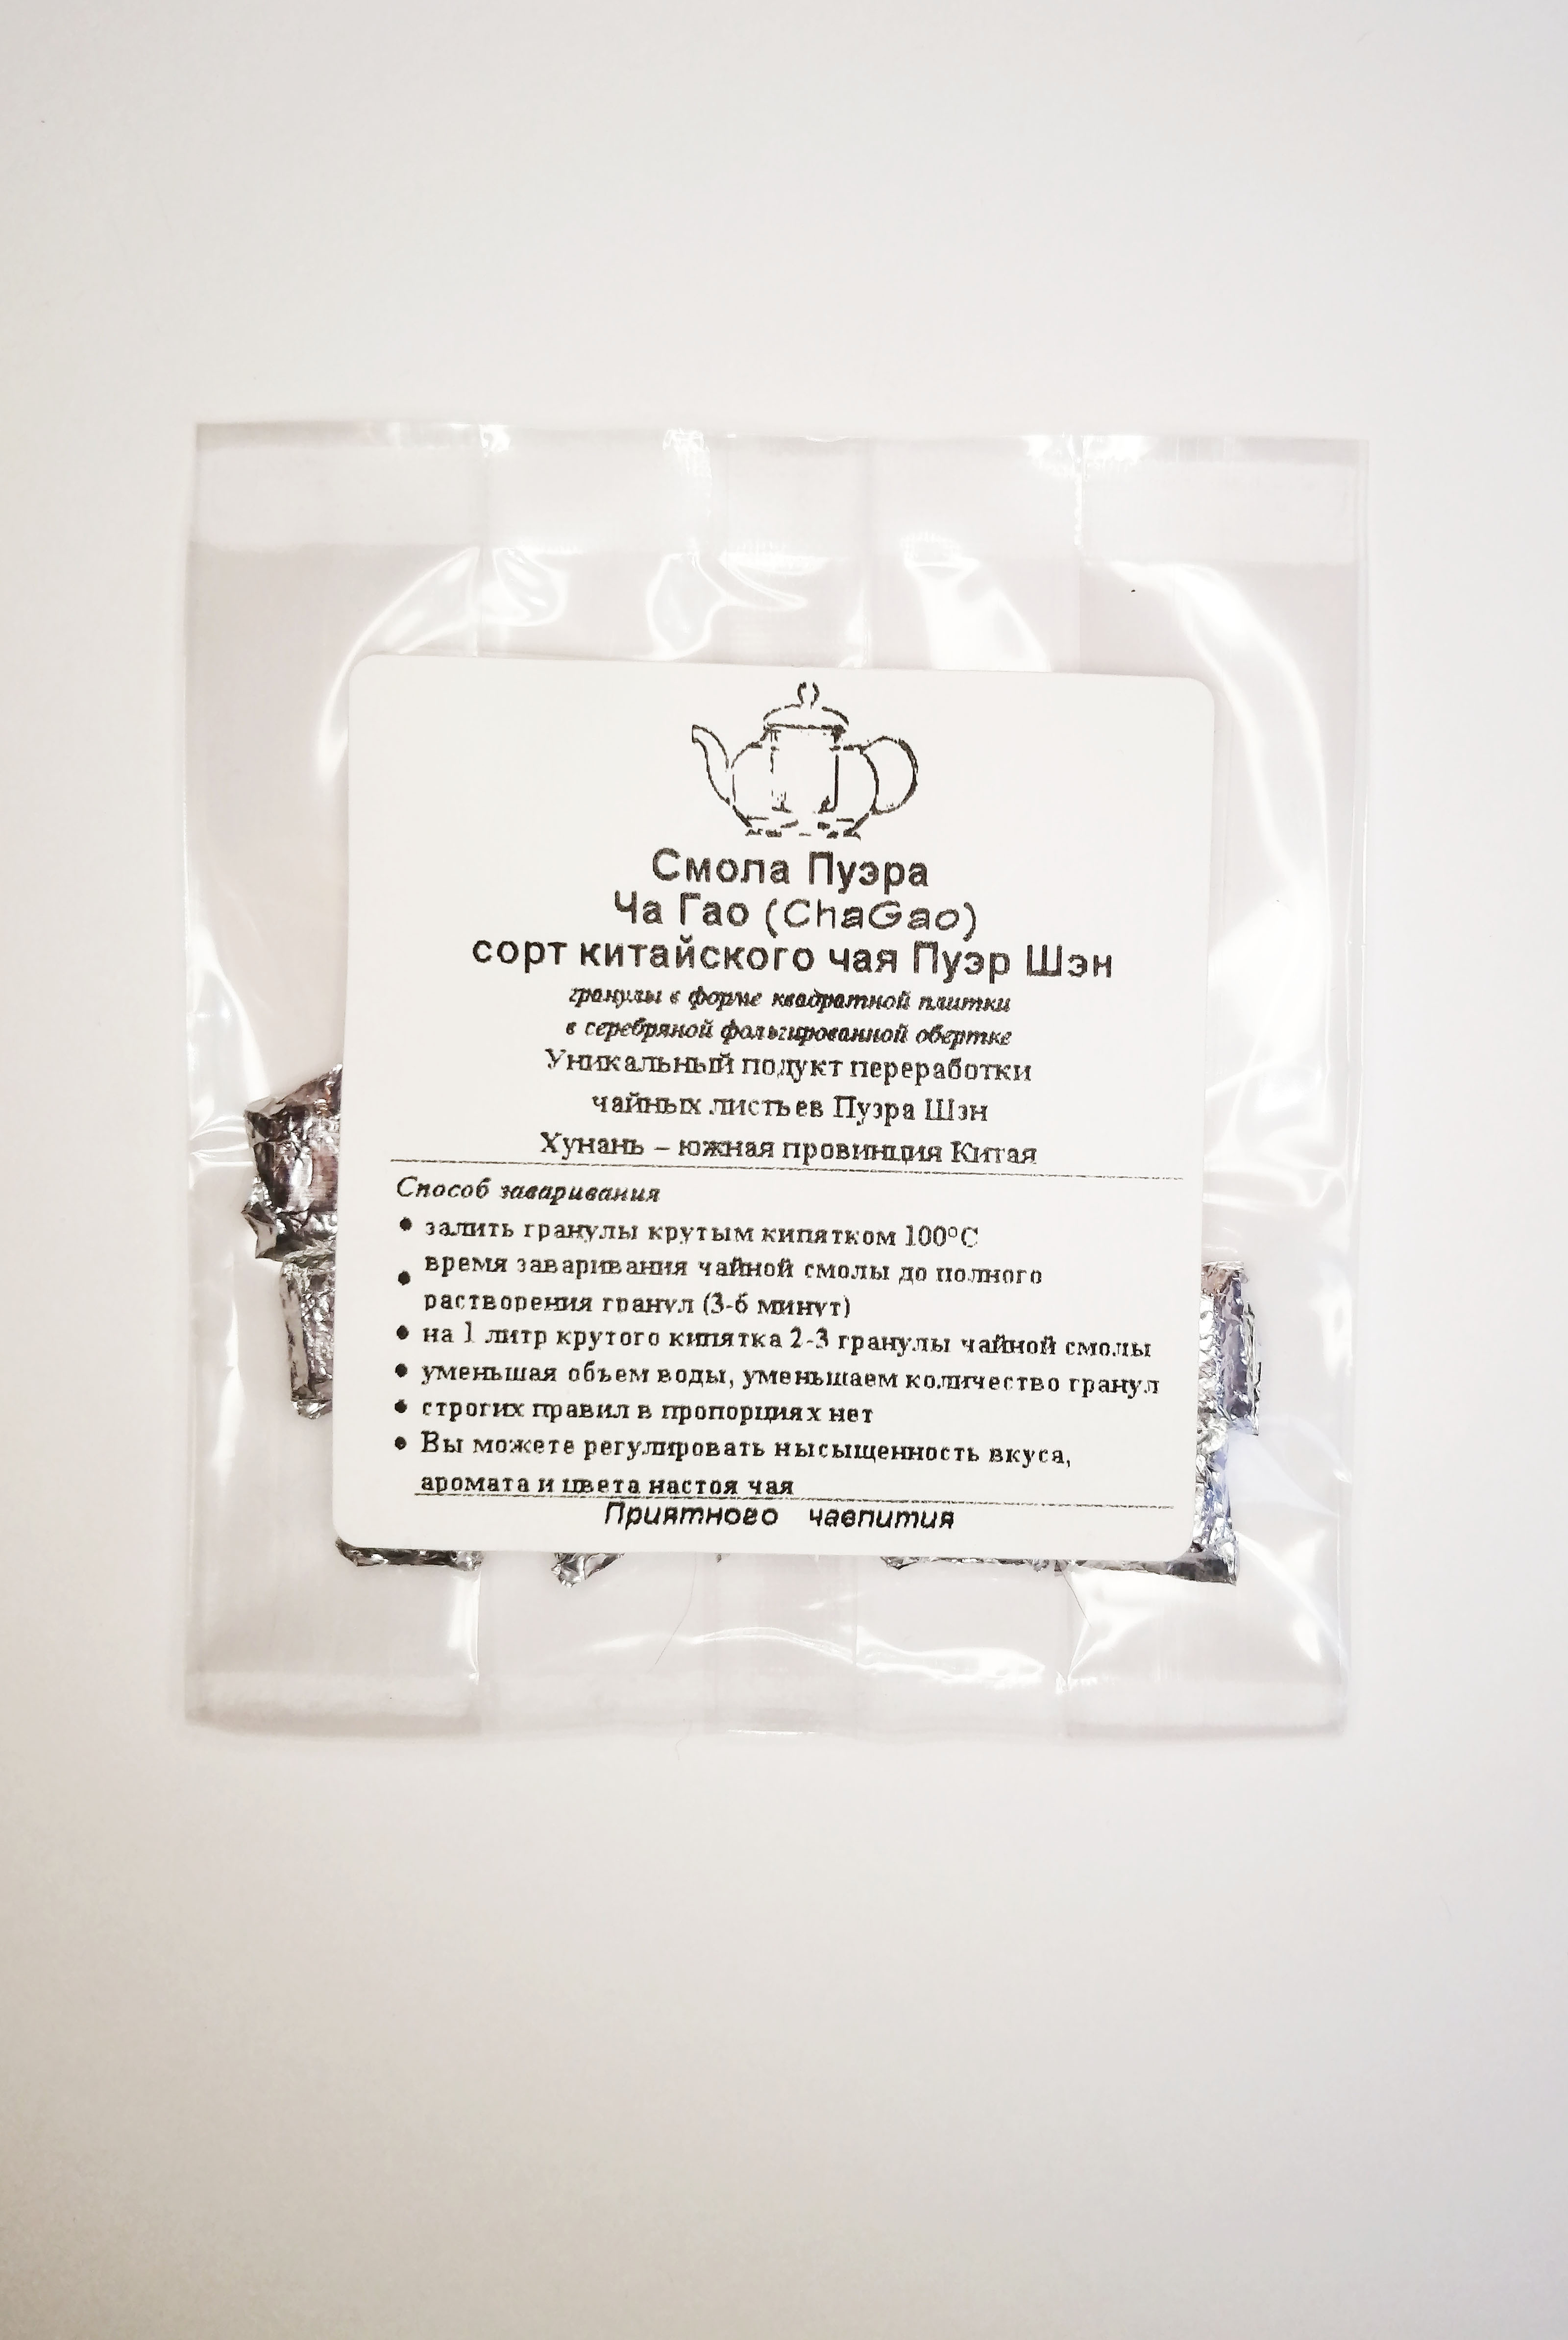 Смола Пуэра
Ча Гао (ChaGao)
сорт китайского чая Пуэр Шэн
гранулы в форме квадратной плитки
в серебряной фольгированной обертке
Уникальный подукт переработки
чайных листьев Пуэра Шэн
Хунань – южная провинция Китая
Способ заваривания
• залить гранулы крутым кипятком 100°C
• время заваривания чайной смолы до полного
растворения гранул (3-6 минут)
• на 1 литр крутого кипятка 2-3 гранулы чайной смолы
• уменьшая объем воды, уменьшаем количество гранул
• строгих правил в пропорциях нет
• Вы можете регулировать нысыщенность вкуса,
аромата и цвета настоя чая
Приятного чаепития